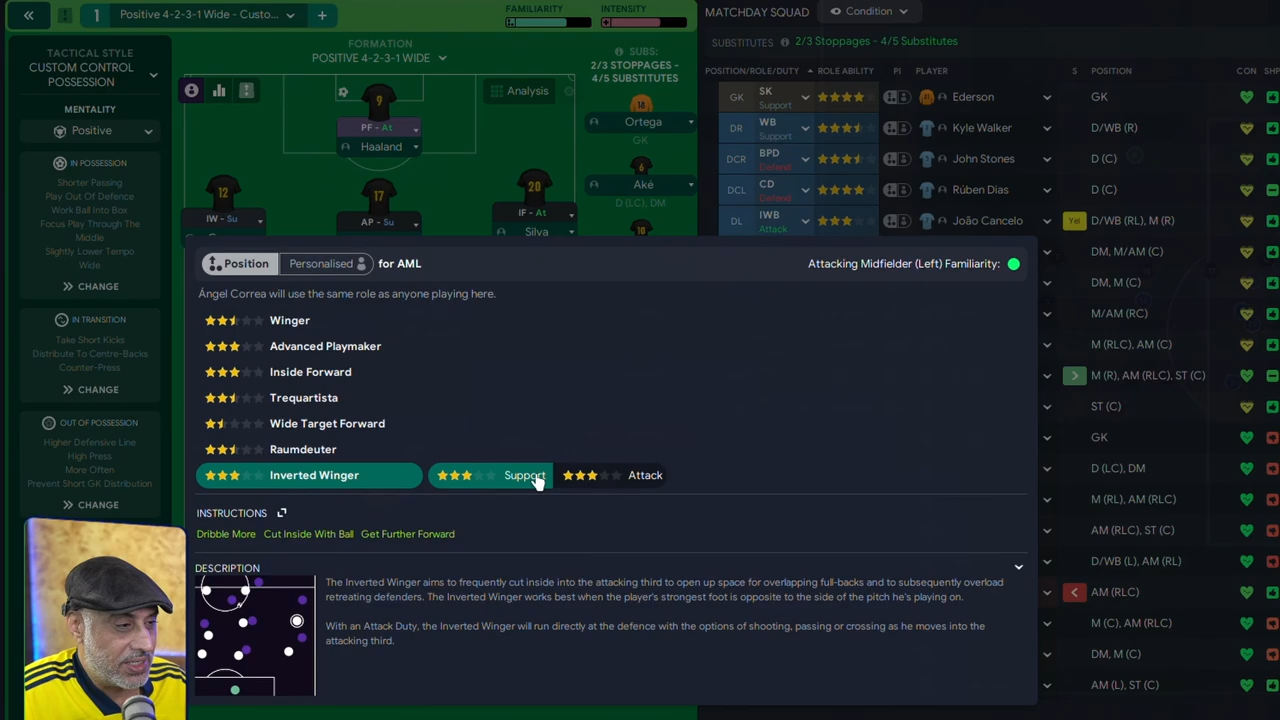 1 Positive 4-2-3-1 Wide - Custo... +
FAMILIARITY
INTENSITY
MATCHDAY SQUAD
Condition
TACTICAL STYLE
CUSTOM CONTROL
POSSESSION
MENTALITY
Positive
IN POSSESSION
Shorter Passing
Play Out Of Defence
Work Ball Into Box
Focus Play Through The
Middle
Slightly Lower Tempo
Wide
CHANGE
IN TRANSITION
Take Short Kicks
Distribute To Centre-Backs
Counter-Press
CHANGE
OUT OF POSSESSION
Higher Defensive Line
High Press
More Often
Prevent Short GK Distribution
CHANGE
FORMATION
POSITIVE 4-2-3-1 WIDE
Analysis
9
PF - At
Haaland
12
IW - Su
17
AP - Su
20
IF - At
Silva
SUBS:
2/3 STOPPAGES -
4/5 SUBSTITUTES
18
Ortega
GK
6
Aké
D (LC), DM
10
SUBSTITUTES 2/3 Stoppages - 4/5 Substitutes
POSITION/ROLE/DUTY ROLE ABILITY PI PLAYER S POSITION CON SHP
GK SK Support Ederson GK
DR WB Support Kyle Walker D/WB (R)
DCR BPD Defend John Stones D (C)
DCL CD Defend Rúben Dias D (C)
DL IWB Attack João Cancelo Yel D/WB (RL), M (R)
DM, M/AM (C)
DM, M (C)
M/AM (RC)
M (RLC), AM (C)
M (R), AM (RLC), ST (C)
ST (C)
GK
D (LC), DM
M (RL), AM (RLC)
AM (RLC), ST (C)
D/WB (L), AM (RL)
AM (RLC)
M (C), AM (RLC)
DM, M (C)
AM (L), ST (C)
Position Personalised for AML
Attacking Midfielder (Left) Familiarity:
Ángel Correa will use the same role as anyone playing here.
Winger
Advanced Playmaker
Inside Forward
Trequartista
Wide Target Forward
Raumdeuter
Inverted Winger Support Attack
INSTRUCTIONS
Dribble More Cut Inside With Ball Get Further Forward
DESCRIPTION
The Inverted Winger aims to frequently cut inside into the attacking third to open up space for overlapping full-backs and to subsequently overload
retreating defenders. The Inverted Winger works best when the player's strongest foot is opposite to the side of the pitch he's playing on.
With an Attack Duty, the Inverted Winger will run directly at the defence with the options of shooting, passing or crossing as he moves into the
attacking third.